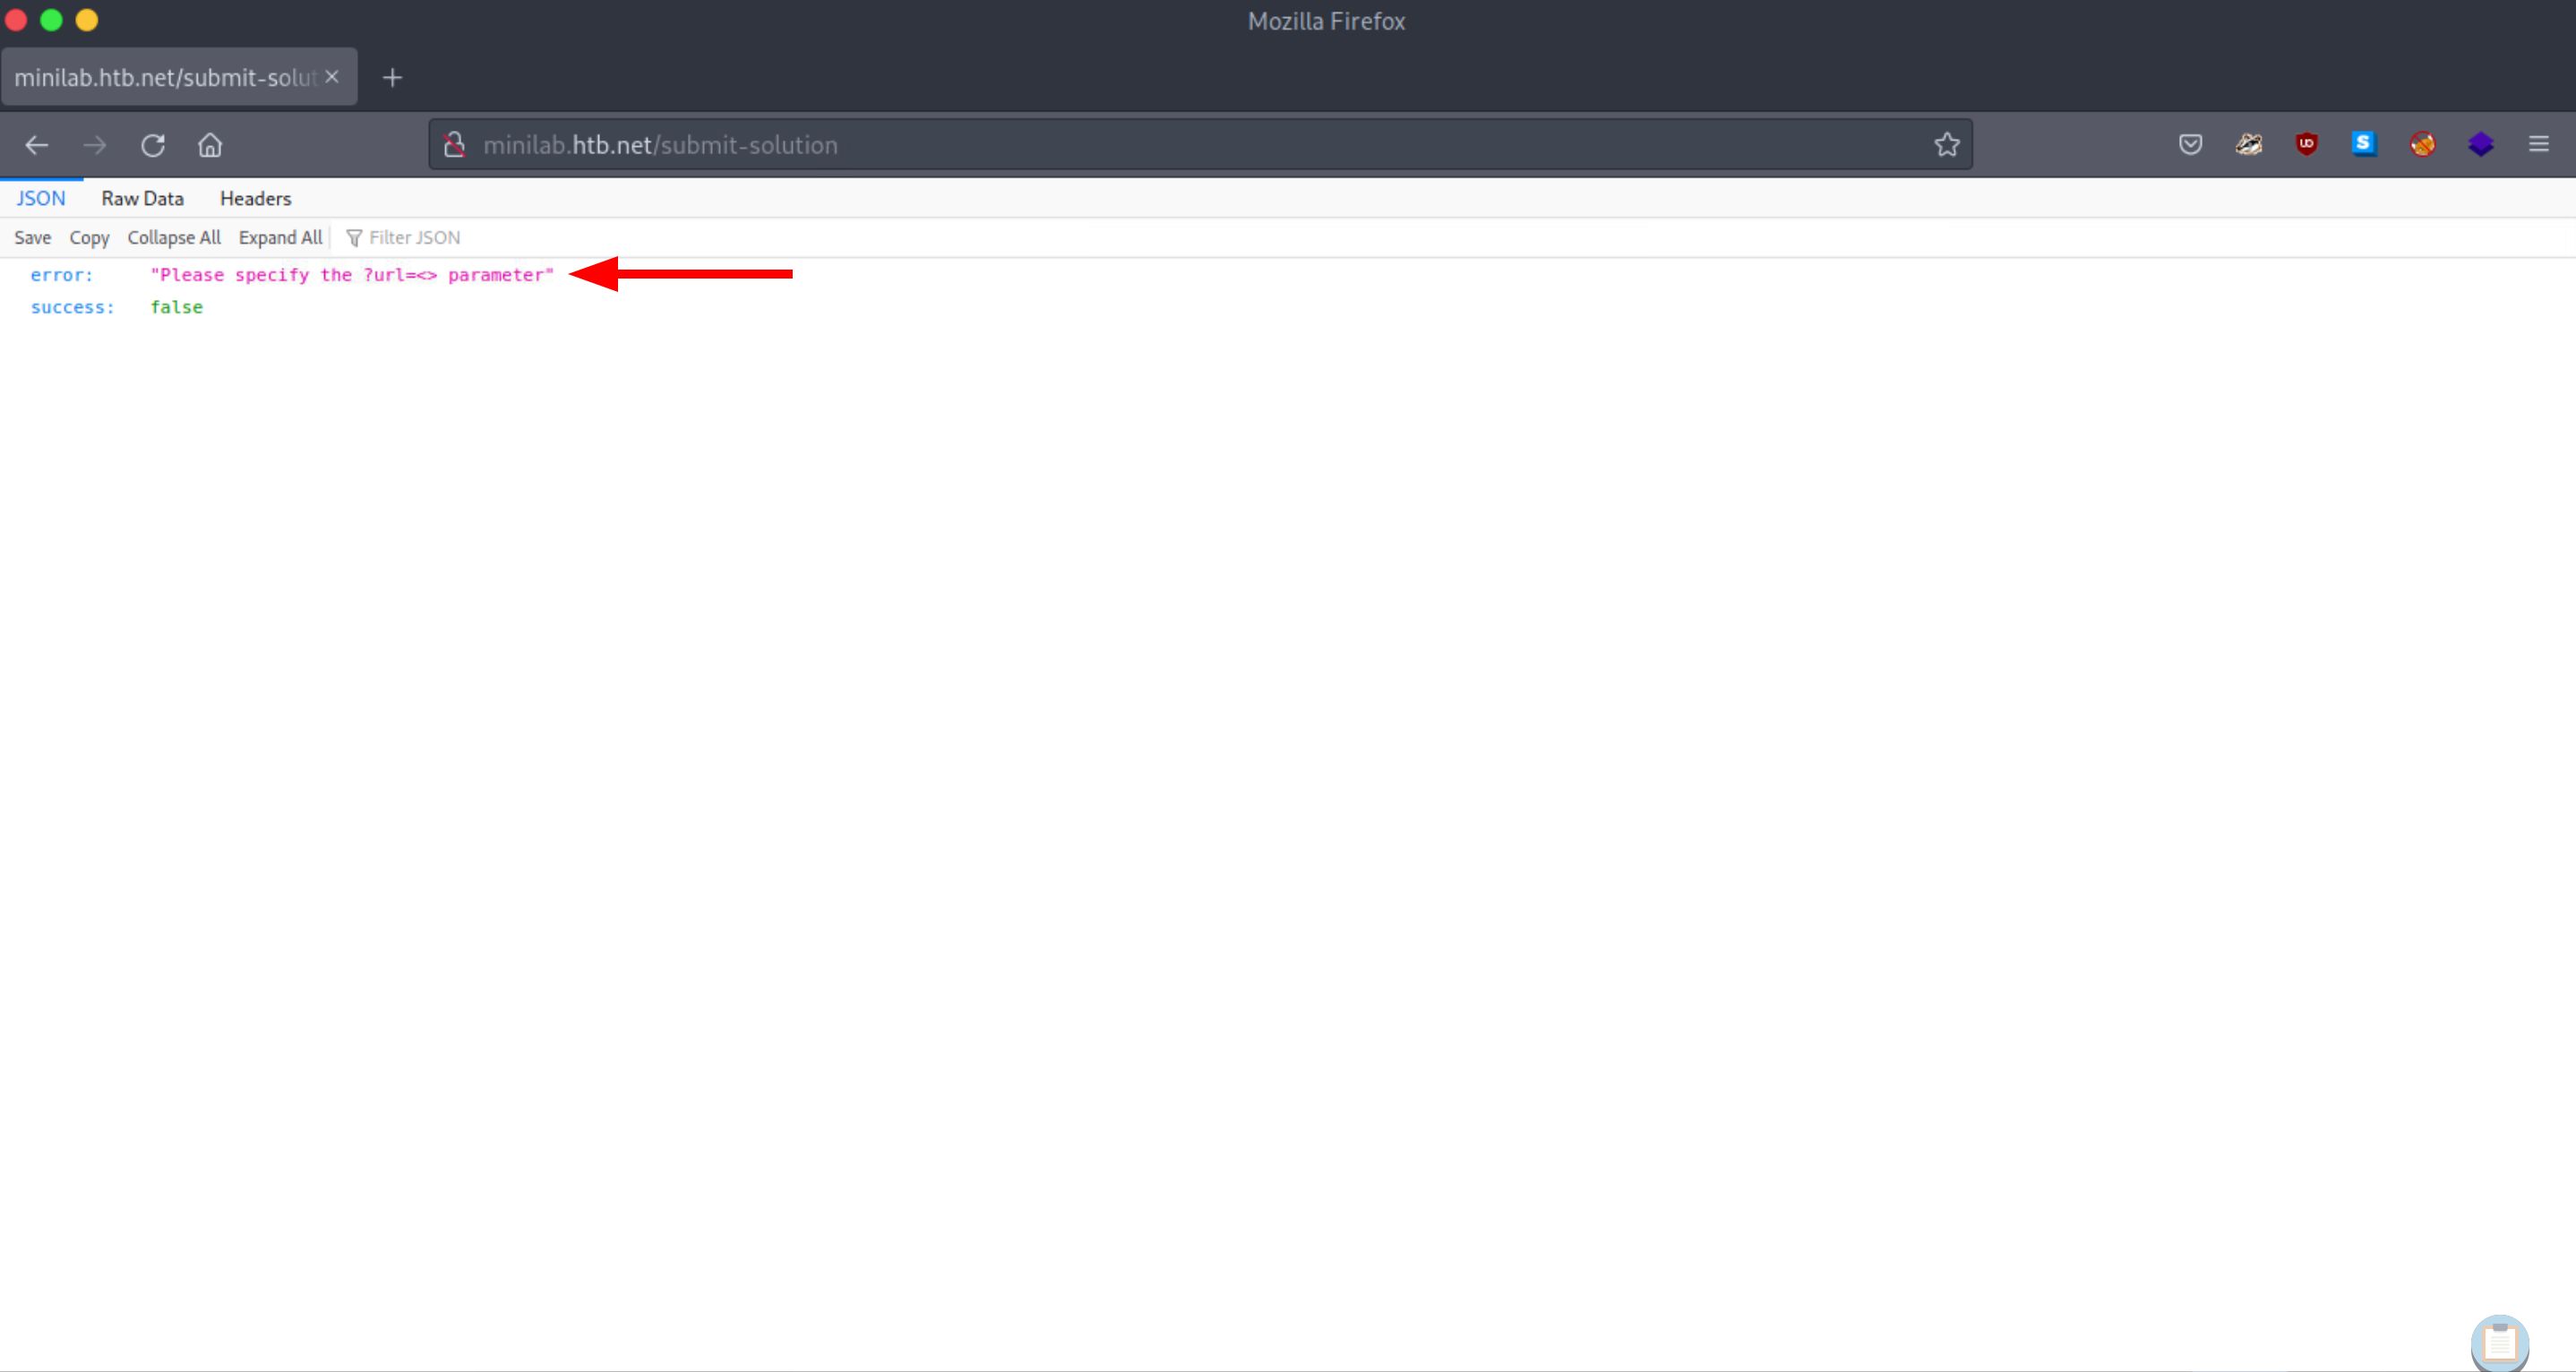 Mozilla Firefox
minilab.htb.net/submit-solut
minilab.htb.net/submit-solution
JSON Raw Data Headers
Save Copy Collapse All Expand All Filter JSON
error: "Please specify the ?url=<> parameter"
success: false